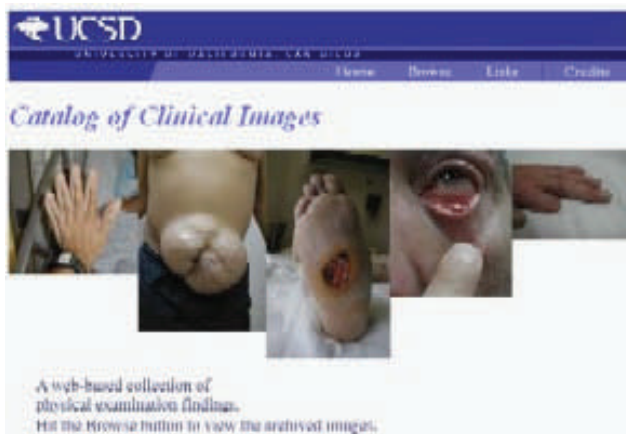 UCSD
UNIVERSITY OF CALIFORNIA, SAN DIEGO
Home Browse Links Credits
Catalog of Clinical Images
A web-based collection of
physical examination findings.
Hit the Browse button to view the archived images.